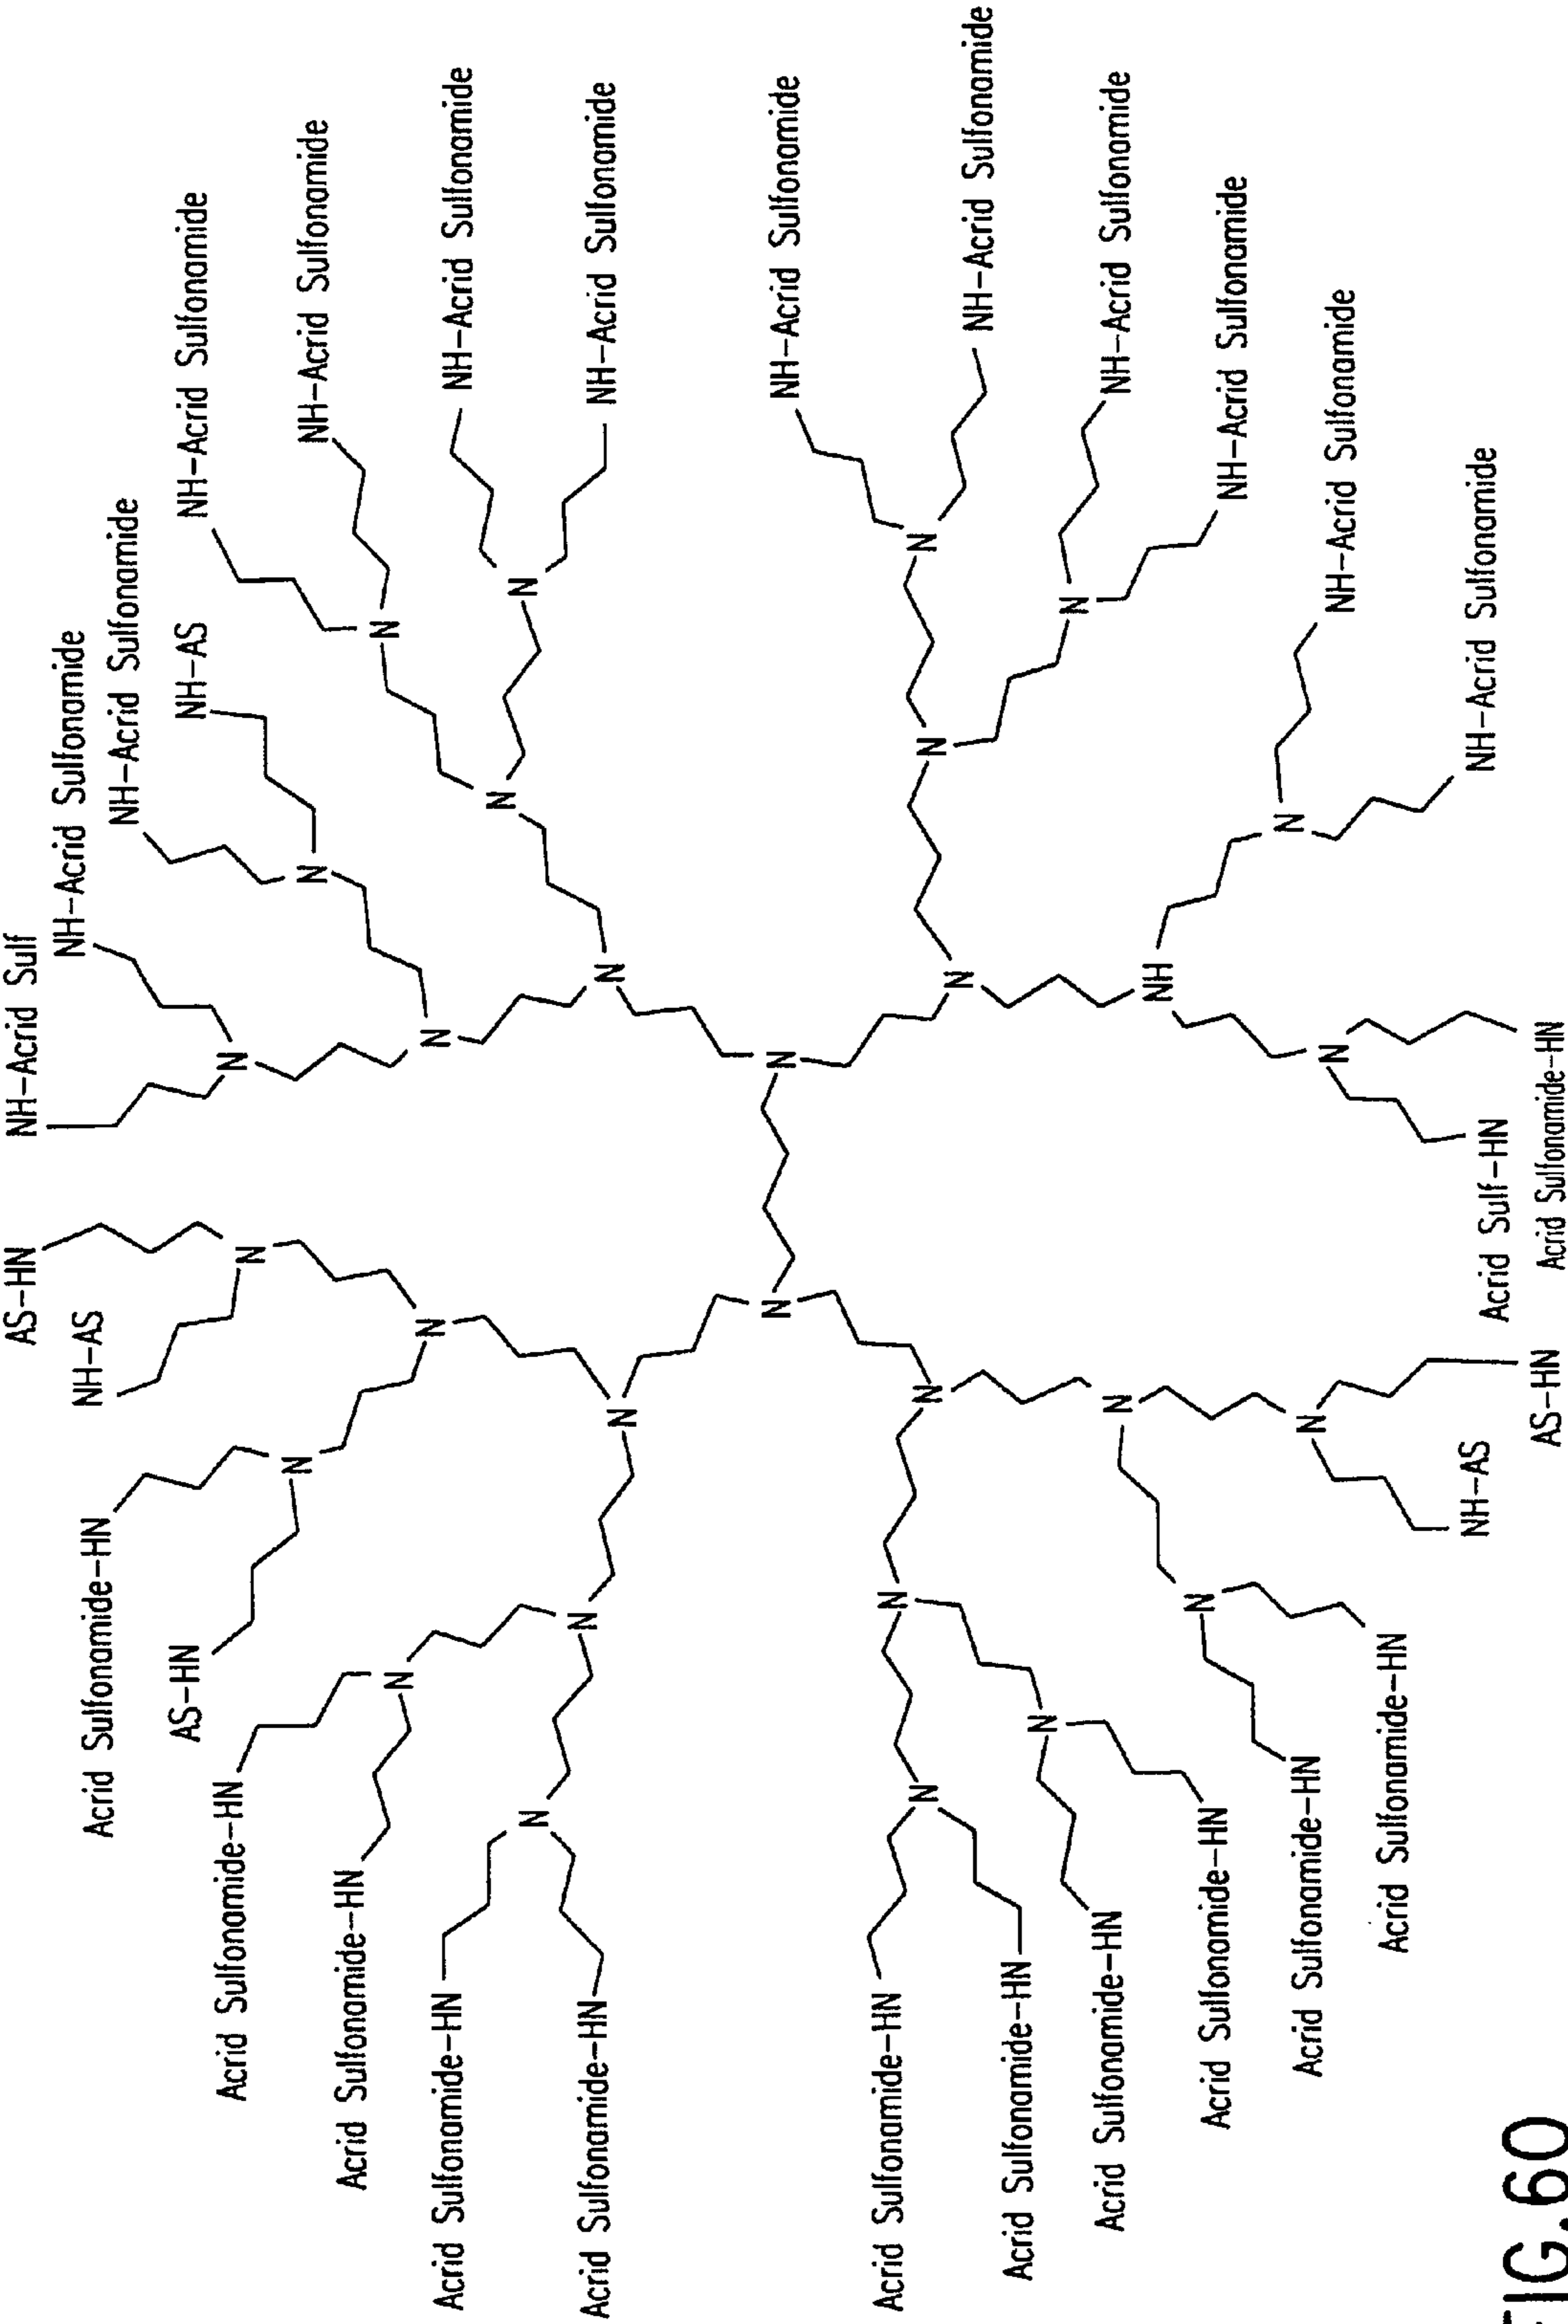 AS-HN
NH-Acrid Sulf
NH-Acrid Sulfonamide
NH-AS
Acrid Sulfonamide-HN
NH-Acrid Sulfonamide
AS-HN
NH-AS
NH-Acrid Sulfonamide
Acrid Sulfonamide-HN
N
N
N
N
NH-Acrid Sulfonamide
Acrid Sulfonamide-HN
N
N
N
N
Acrid Sulfonamide-HN
NH-Acrid Sulfonamide
N
N
N
N
Acrid Sulfonamide-HN
NH-Acrid Sulfonamide
N
N
N
N
NH-Acrid Sulfonamide
Acrid Sulfonamide-HN
N
N
N
N
N
N
NH-Acrid Sulfonamide
Acrid Sulfonamide-HN
N
N
Acrid Sulfonamide-HN
NH-Acrid Sulfonamide
N
NH
N
Acrid Sulfonamide-HN
NH-Acrid Sulfonamide
N
Acrid Sulfonamide-HN
N
N
NH-Acrid Sulfonamide
Acrid Sulfonamide-HN
NH-AS
NH-Acrid Sulfonamide
Acrid Sulf-HN
AS-HN
Acrid Sulfonamide-HN
FIG.60